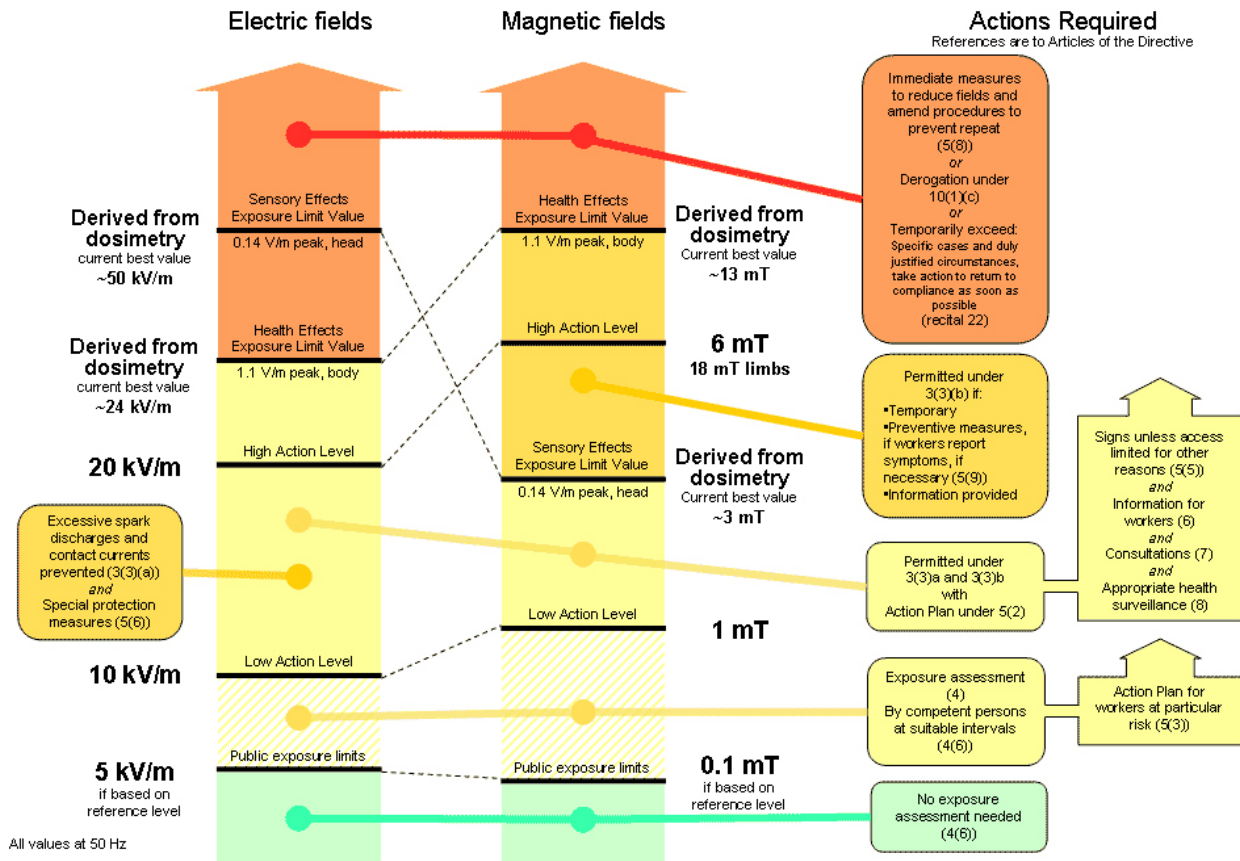 Electric fields
Magnetic fields
Actions Required
References are to Articles of the Directive
Sensory Effects
Exposure Limit Value
0.14 V/m peak, head
Derived from
dosimetry
current best value
~50 kV/m
Health Effects
Exposure Limit Value
1.1 V/m peak, body
Derived from
dosimetry
current best value
~24 kV/m
High Action Level
20 kV/m
Excessive spark
discharges and
contact currents
prevented (3(3)(a))
and
Special protection
measures (5(6))
Low Action Level
10 kV/m
Public exposure limits
5 kV/m
if based on
reference level
All values at 50 Hz
Health Effects
Exposure Limit Value
1.1 V/m peak, body
Derived from
dosimetry
Current best value
~13 mT
High Action Level
6 mT
18 mT limbs
Sensory Effects
Exposure Limit Value
0.14 V/m peak, head
Derived from
dosimetry
Current best value
~3 mT
Low Action Level
1 mT
Public exposure limits
0.1 mT
if based on
reference level
Immediate measures
to reduce fields and
amend procedures to
prevent repeat
(5(8))
or
Derogation under
10(1)(c)
or
Temporarily exceed:
Specific cases and duly
justified circumstances,
take action to return to
compliance as soon as
possible
(recital 22)
Permitted under
3(3)(b) if:
▪Temporary
▪Preventive measures,
if workers report
symptoms, if
necessary (5(9))
▪Information provided
Permitted under
3(3)a and 3(3)b
with
Action Plan under 5(2)
Signs unless access
limited for other
reasons (5(5))
and
Information for
workers (6)
and
Consultations (7)
and
Appropriate health
surveillance (8)
Exposure assessment
(4)
By competent persons
at suitable intervals
(4(6))
Action Plan for
workers at particular
risk (5(3))
No exposure
assessment needed
(4(6))